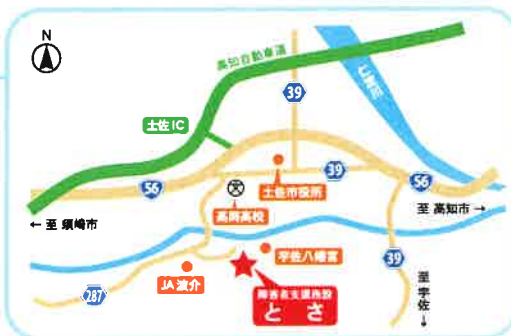 N
高知自動車道
39
仁淀川
土佐IC
56
土佐市役所
39
文
高岡高校
56
← 至 須崎市
至 高知市 →
宇佐八幡宮
39
JA波介
287
障害者支援施設
とさ
至 宇佐